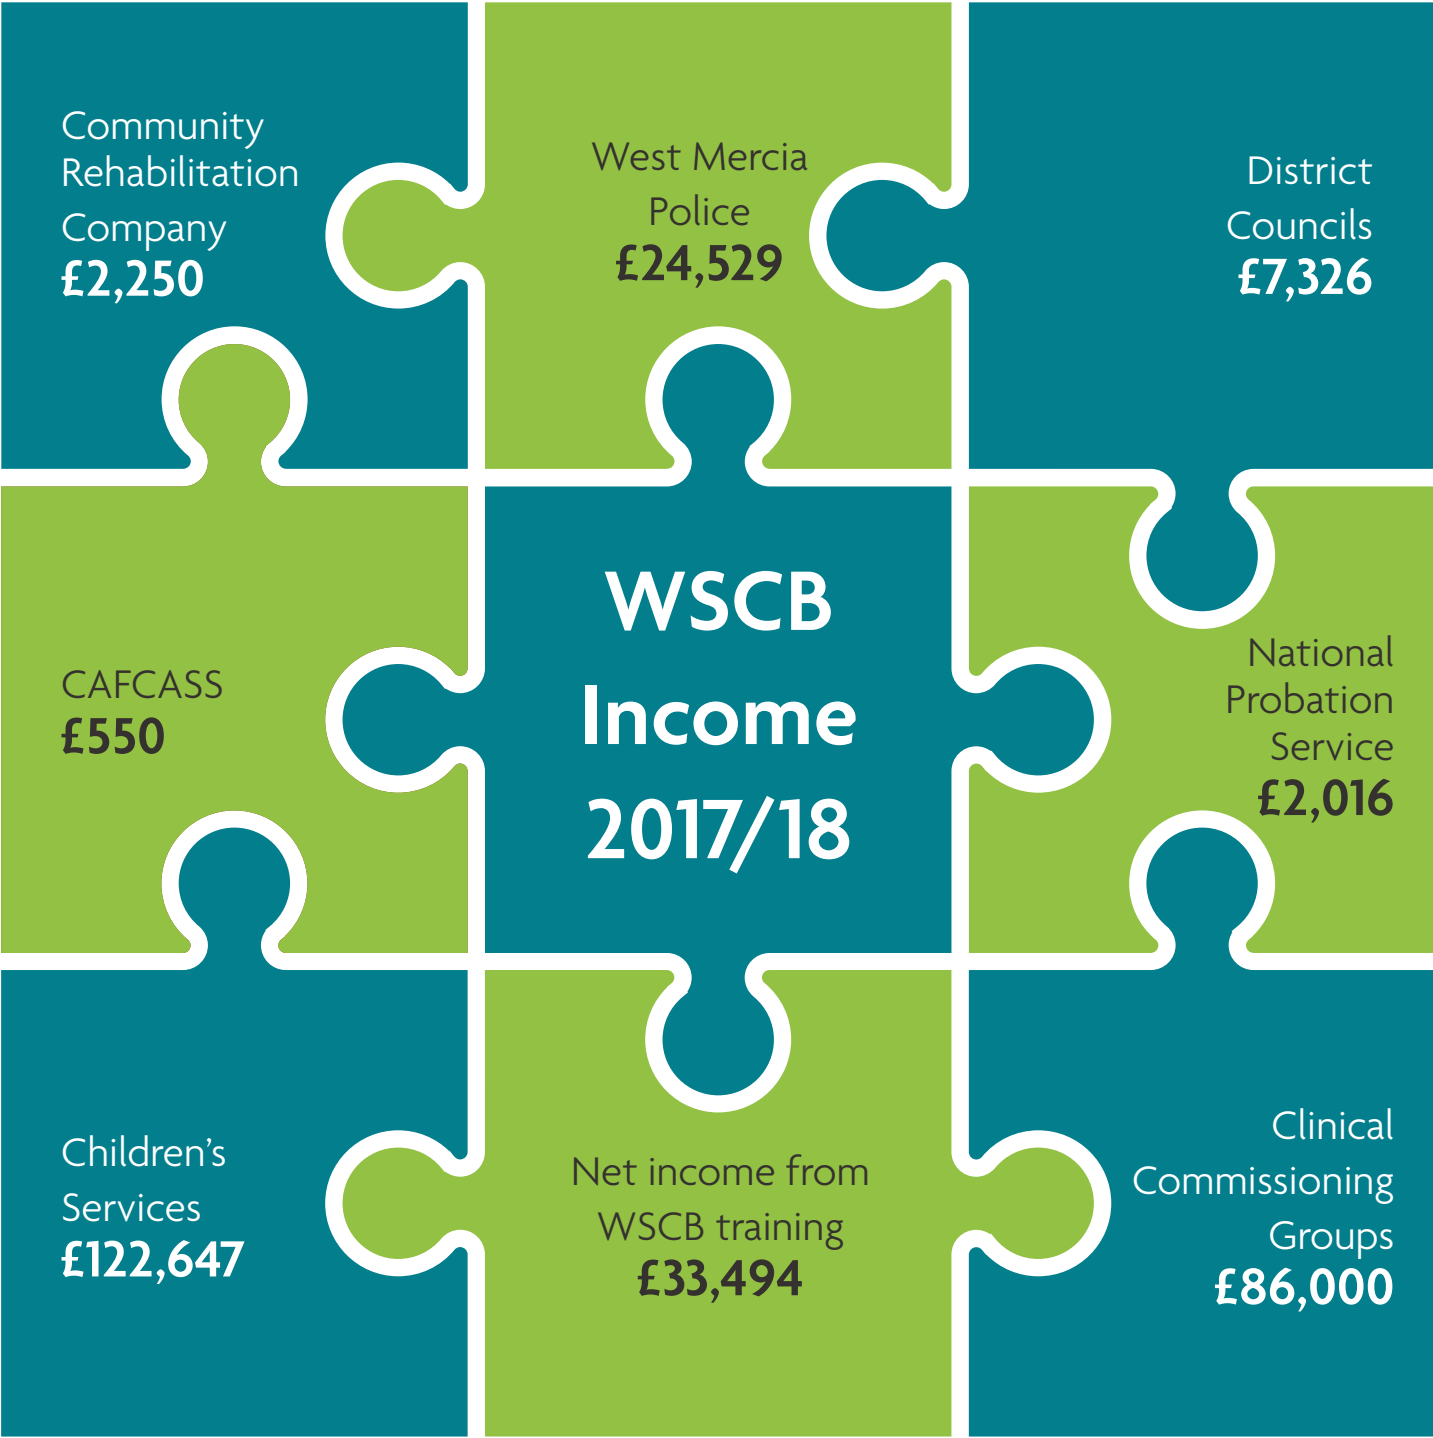 Community
Rehabilitation
Company
£2,250
West Mercia
Police
£24,529
District
Councils
£7,326
CAFCASS
£550
WSCB
Income
2017/18
National
Probation
Service
£2,016
Children’s
Services
£122,647
Net income from
WSCB training
£33,494
Clinical
Commissioning
Groups
£86,000